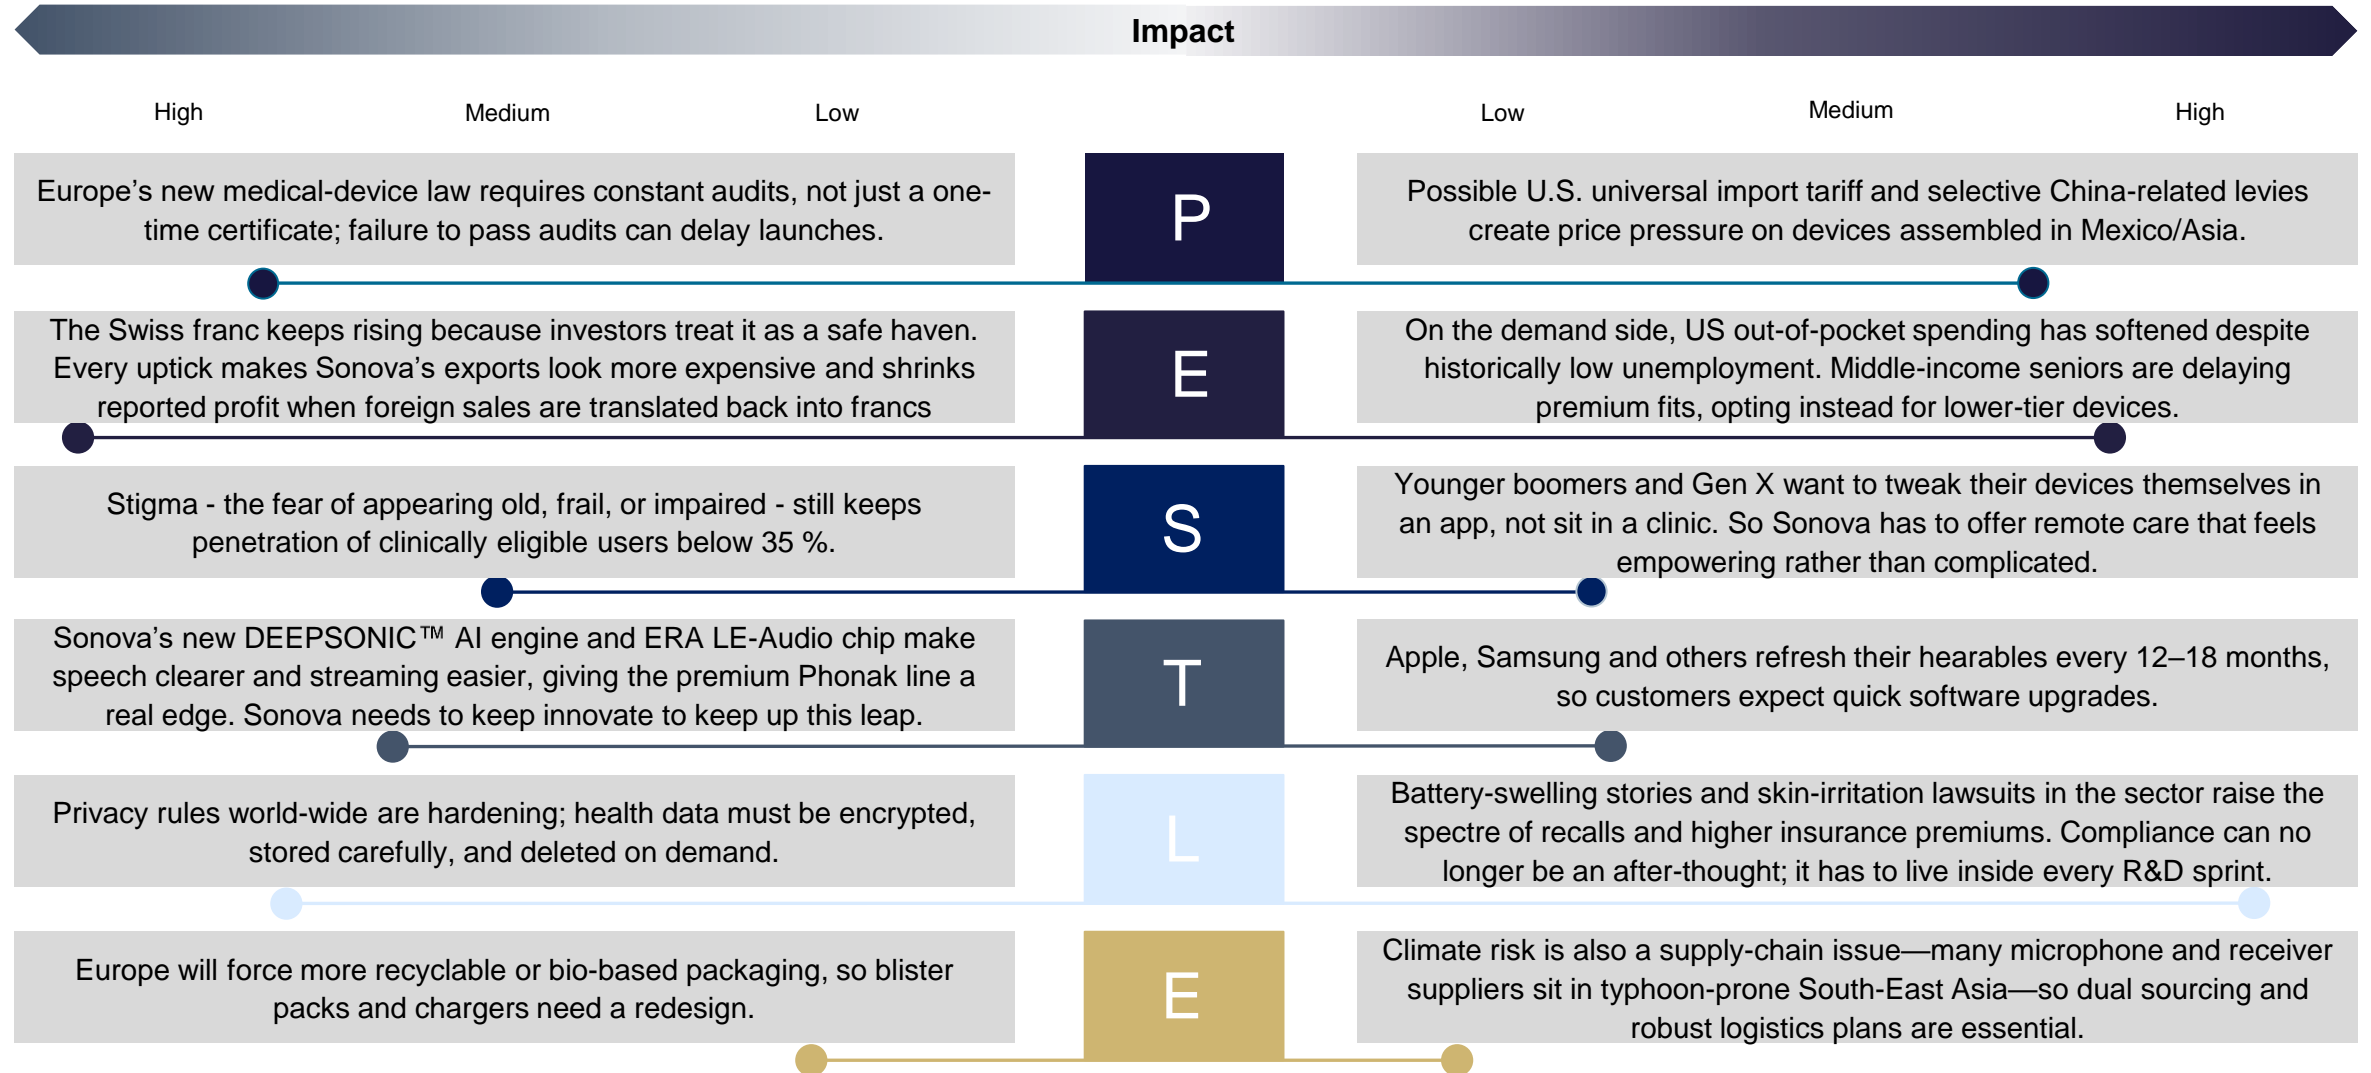 Impact
High
Medium
Low
Low
Medium
High
Europe’s new medical-device law requires constant audits, not just a one-
time certificate; failure to pass audits can delay launches.
P
Possible U.S. universal import tariff and selective China-related levies
create price pressure on devices assembled in Mexico/Asia.
The Swiss franc keeps rising because investors treat it as a safe haven.
Every uptick makes Sonova’s exports look more expensive and shrinks
reported profit when foreign sales are translated back into francs
E
On the demand side, US out-of-pocket spending has softened despite
historically low unemployment. Middle-income seniors are delaying
premium fits, opting instead for lower-tier devices.
Stigma - the fear of appearing old, frail, or impaired - still keeps
penetration of clinically eligible users below 35 %.
S
Younger boomers and Gen X want to tweak their devices themselves in
an app, not sit in a clinic. So Sonova has to offer remote care that feels
empowering rather than complicated.
Sonova’s new DEEPSONIC™ AI engine and ERA LE-Audio chip make
speech clearer and streaming easier, giving the premium Phonak line a
real edge. Sonova needs to keep innovate to keep up this leap.
T
Apple, Samsung and others refresh their hearables every 12–18 months,
so customers expect quick software upgrades.
Privacy rules world-wide are hardening; health data must be encrypted,
stored carefully, and deleted on demand.
L
Battery-swelling stories and skin-irritation lawsuits in the sector raise the
spectre of recalls and higher insurance premiums. Compliance can no
longer be an after-thought; it has to live inside every R&D sprint.
Europe will force more recyclable or bio-based packaging, so blister
packs and chargers need a redesign.
E
Climate risk is also a supply-chain issue—many microphone and receiver
suppliers sit in typhoon-prone South-East Asia—so dual sourcing and
robust logistics plans are essential.